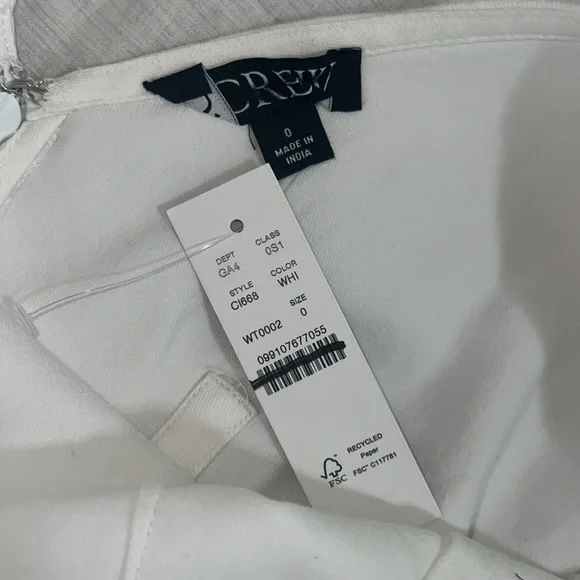 J.CREW
0
MADE IN
INDIA
DEPT CLASS
GA4 0S1
STYLE COLOR
CI668 WHI
WT0002 SIZE
0
099107677055
RECYCLED
Paper
FSC® C117781
FSC